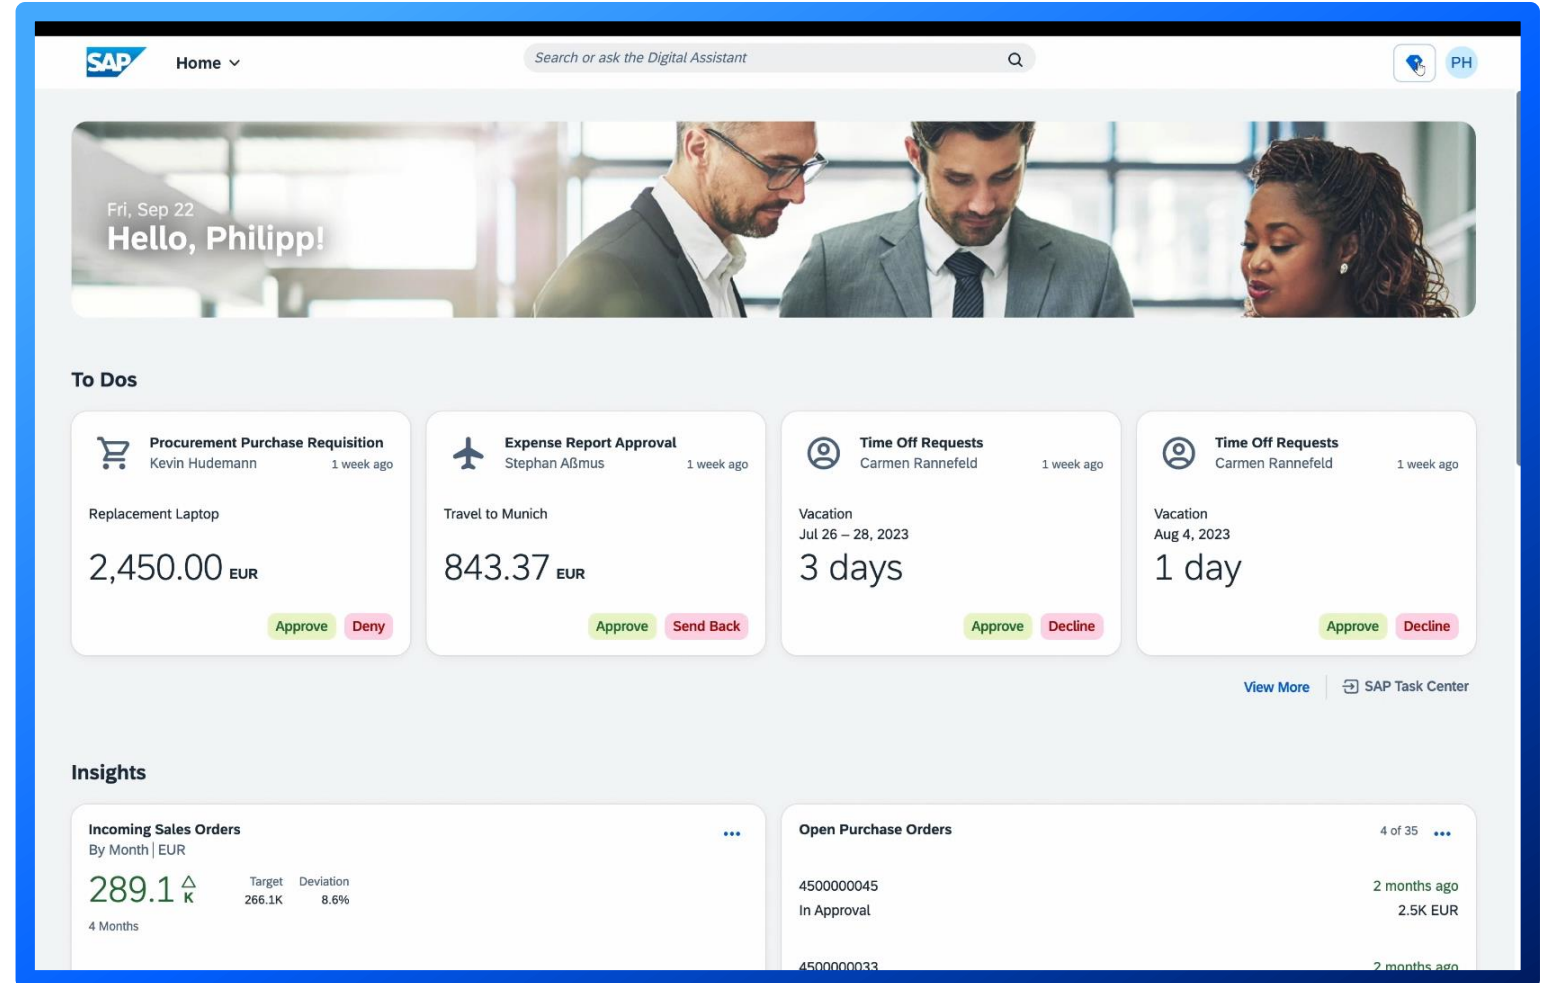 SAP
Home
Search or ask the Digital Assistant
PH
Fri, Sep 22
Hello, Philipp!
To Dos
Procurement Purchase Requisition
Kevin Hudemann 1 week ago
Replacement Laptop
2,450.00 EUR
Approve Deny
Expense Report Approval
Stephan Aßmus 1 week ago
Travel to Munich
843.37 EUR
Approve Send Back
Time Off Requests
Carmen Rannefeld 1 week ago
Vacation
Jul 26 – 28, 2023
3 days
Approve Decline
Time Off Requests
Carmen Rannefeld 1 week ago
Vacation
Aug 4, 2023
1 day
Approve Decline
View More
SAP Task Center
Insights
Incoming Sales Orders
By Month | EUR
289.1 K
Target Deviation
266.1K 8.6%
4 Months
Open Purchase Orders 4 of 35
4500000045 2 months ago
In Approval 2.5K EUR
4500000033 2 months ago